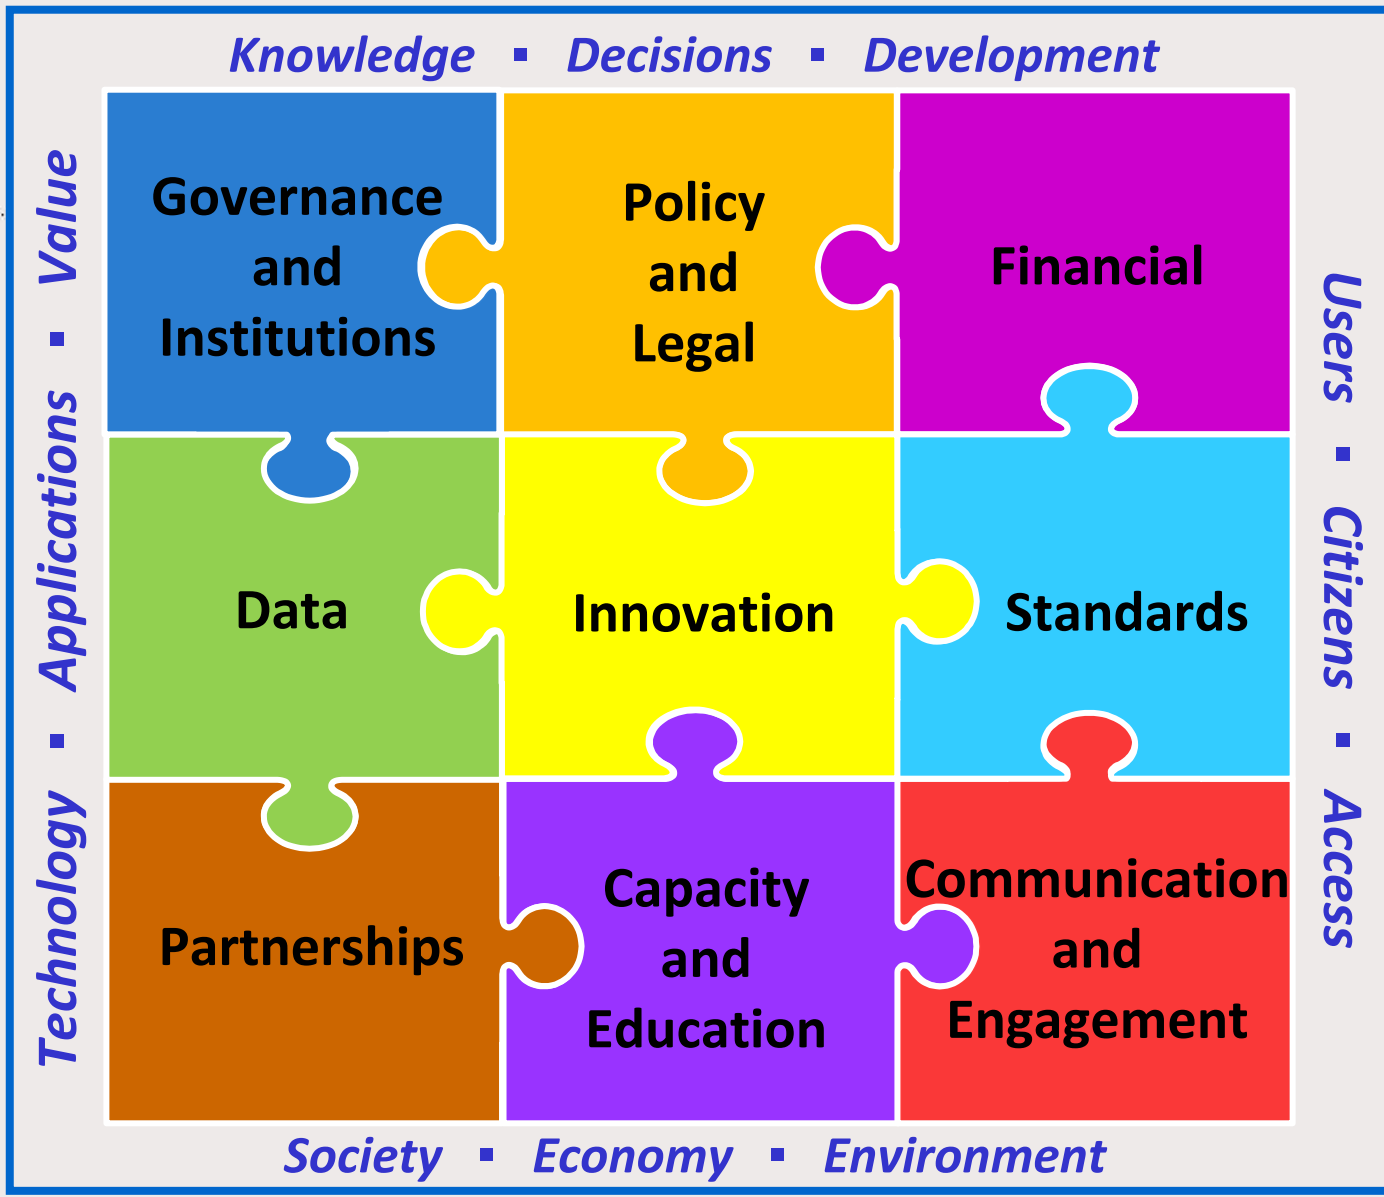 Knowledge ▪ Decisions ▪ Development
Technology ▪ Applications ▪ Value
Governance
and
Institutions
Policy
and
Legal
Financial
Users ▪ Citizens ▪ Access
Data
Innovation
Standards
Partnerships
Capacity
and
Education
Communication
and
Engagement
Society ▪ Economy ▪ Environment